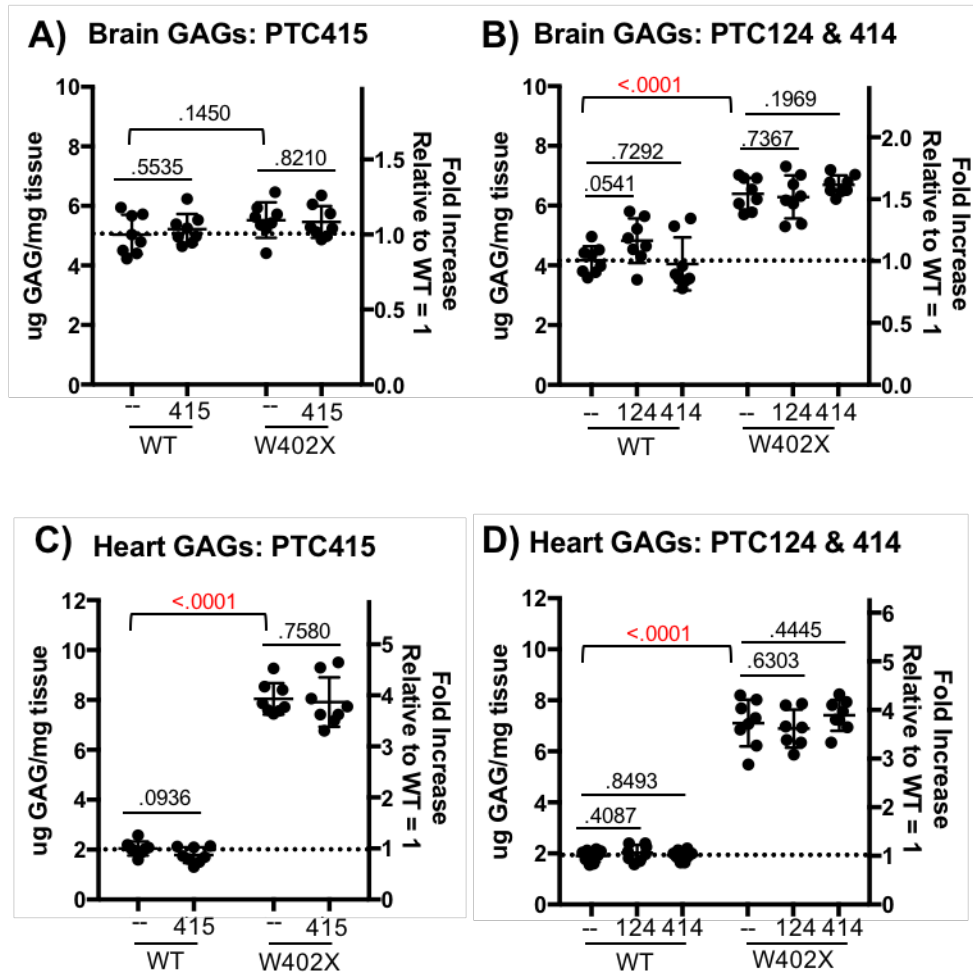 A) Brain GAGs: PTC415
ug GAG/mg tissue
10
8
6
4
2
0
.1450
.5535
.8210
1.5
1.0
0.5
0.0
Fold Increase
Relative to WT = 1
-- 415 -- 415
WT W402X
B) Brain GAGs: PTC124 & 414
ug GAG/mg tissue
10
8
6
4
2
0
<.0001
.1969
.7367
.7292
.0541
2.0
1.5
1.0
0.5
0.0
Fold Increase
Relative to WT = 1
-- 124 414 -- 124 414
WT W402X
C) Heart GAGs: PTC415
ug GAG/mg tissue
12
10
8
6
4
2
0
<.0001
.7580
.0936
5
4
3
2
1
0
Fold Increase
Relative to WT = 1
-- 415 -- 415
WT W402X
D) Heart GAGs: PTC124 & 414
ug GAG/mg tissue
12
10
8
6
4
2
0
<.0001
.4445
.6303
.8493
.4087
6
5
4
3
2
1
0
Fold Increase
Relative to WT = 1
-- 124 414 -- 124 414
WT W402X